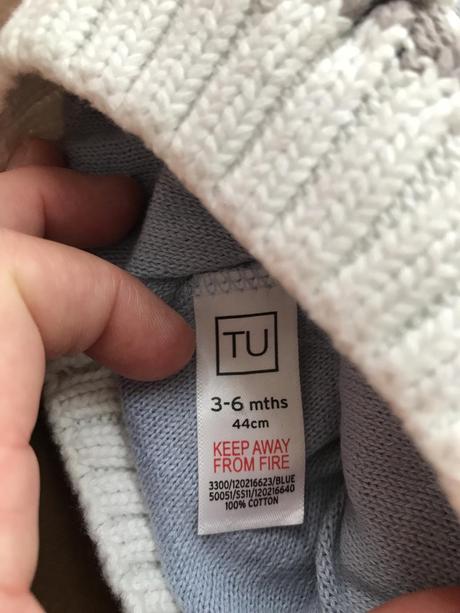 TU
3-6 mths
44cm
KEEP AWAY
FROM FIRE
3300/120216623/BLUE
50051/SS11/120216640
100% COTTON